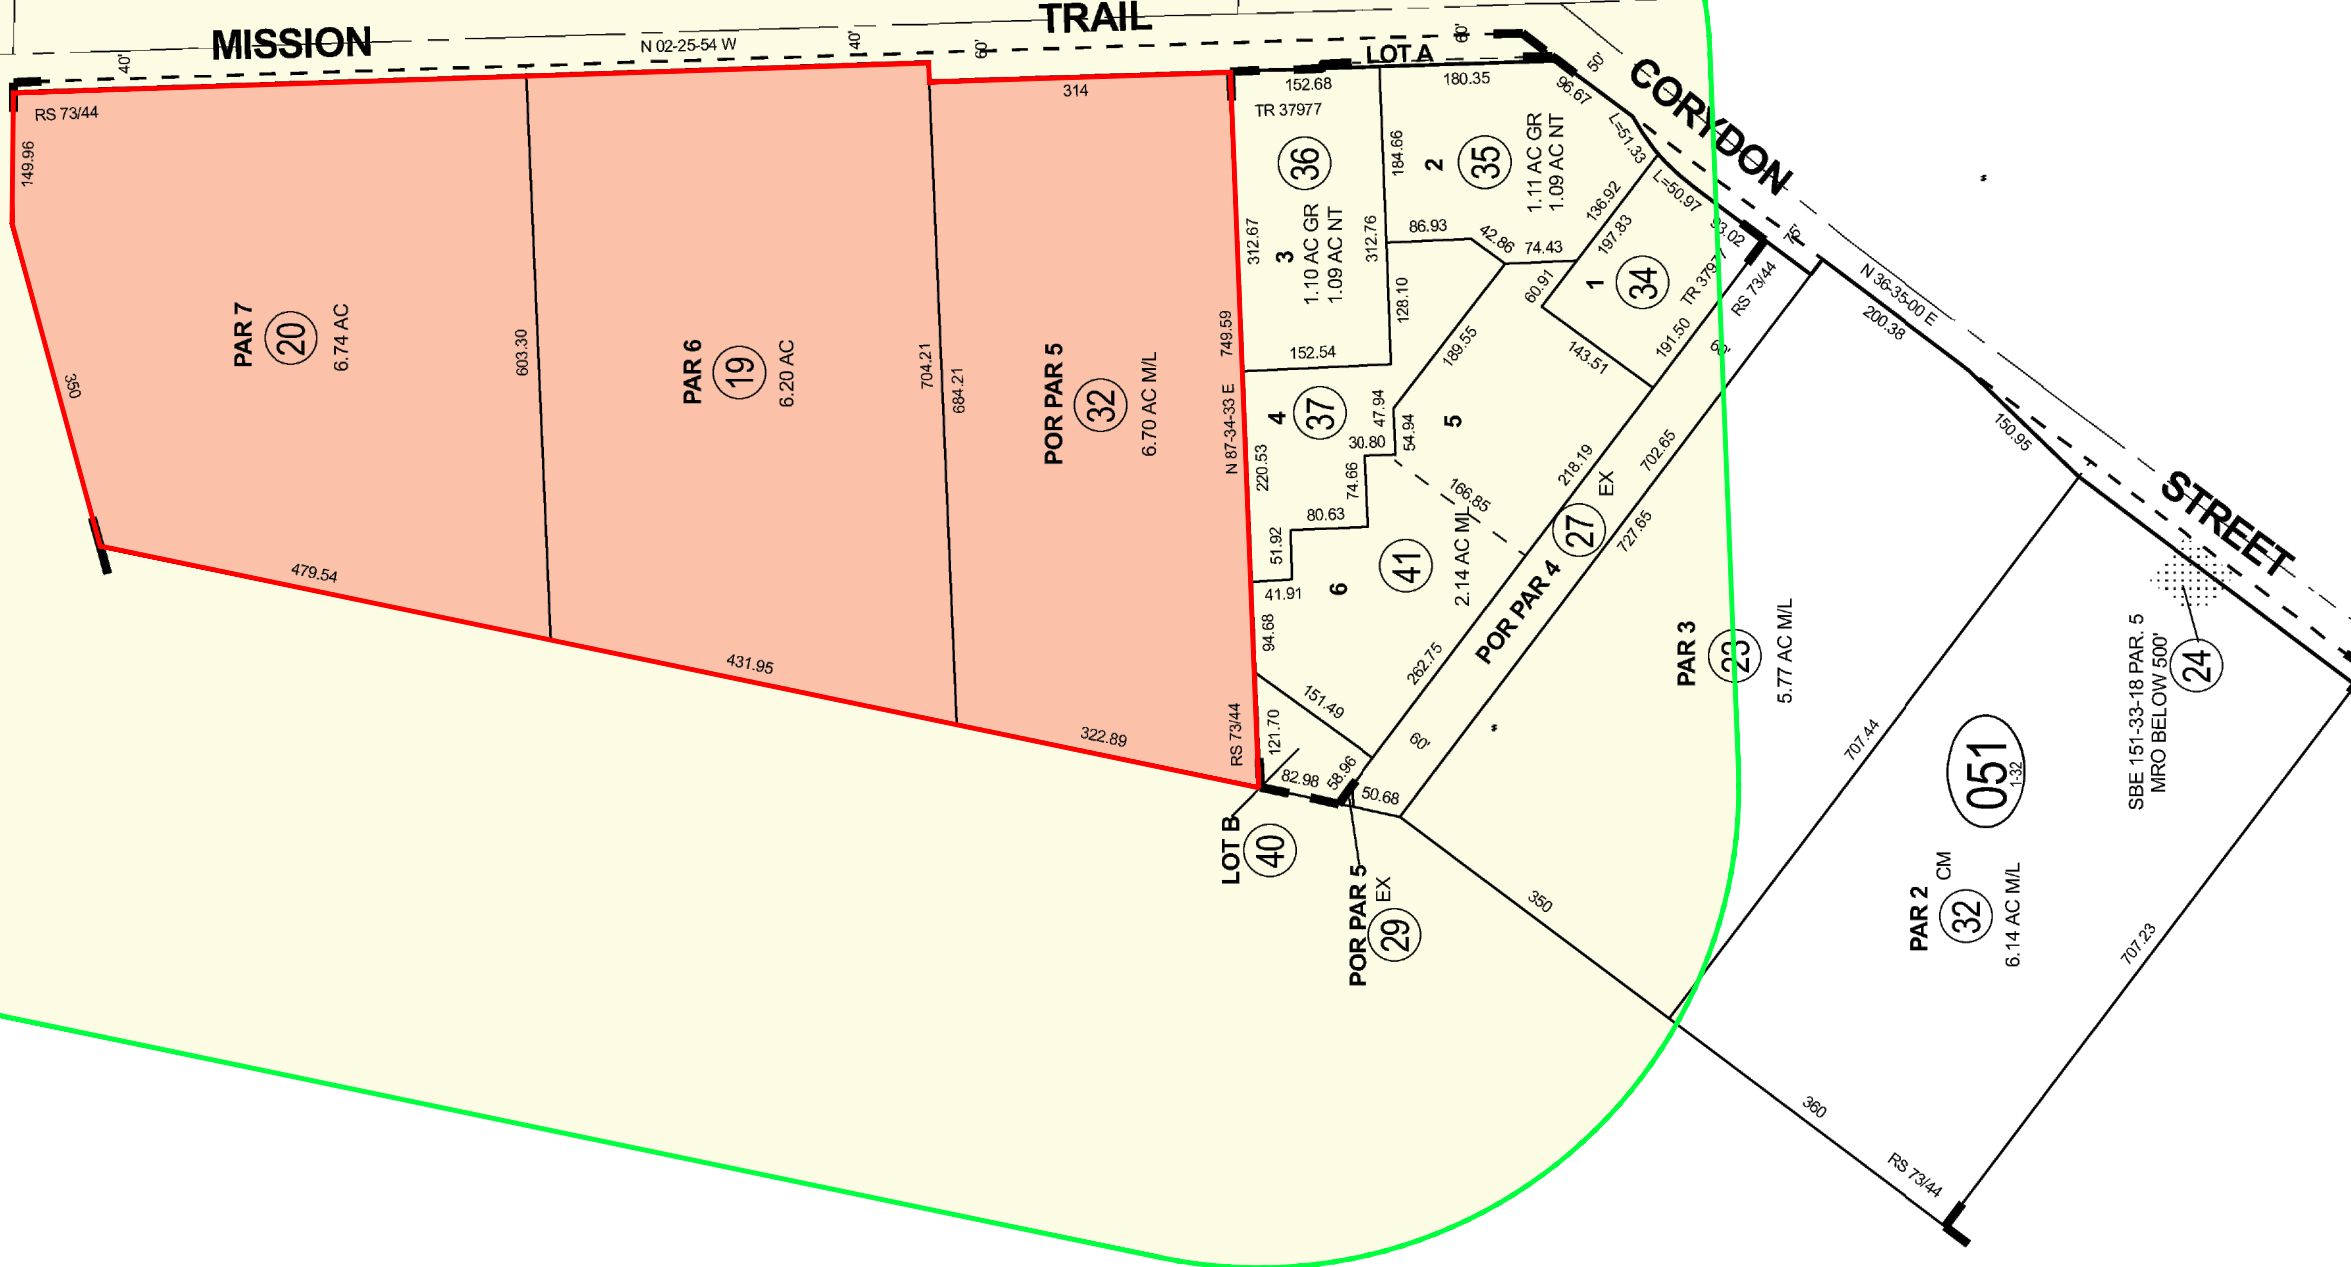 MISSION
TRAIL
N 02-25-54 W
40'
40'
60'
60'
LOT A
50'
CORYDON
STREET
RS 73/44
149.96
350
PAR 7
20
6.74 AC
603.30
479.54
PAR 6
19
6.20 AC
704.21
431.95
684.21
314
POR PAR 5
32
6.70 AC M/L
749.59
N 87-34-33 E
RS 73/44
322.89
152.68
TR 37977
36
3
1.10 AC GR
1.09 AC NT
312.67
312.76
152.54
180.35
184.66
2
35
1.11 AC GR
1.09 AC NT
96.67
L=51.33
L=50.97
136.92
197.83
86.93
42.86
74.43
60.91
128.10
189.55
1
34
93.02
75'
TR 37977
RS 73/44
191.50
60'
143.51
4
37
220.53
47.94
54.94
30.80
74.66
80.63
51.92
41.91
94.68
5
166.85
6
41
2.14 AC ML
218.19
262.75
151.49
121.70
82.98
58.96
50.68
60'
POR PAR 4
27
EX
702.65
727.65
LOT B
40
POR PAR 5
29
EX
N 36-35-00 E
200.38
150.95
PAR 3
23
5.77 AC M/L
350
707.44
051
1-32
PAR 2
32
CM
6.14 AC M/L
707.23
360
RS 73/44
SBE 151-33-18 PAR. 5
MRO BELOW 500'
24